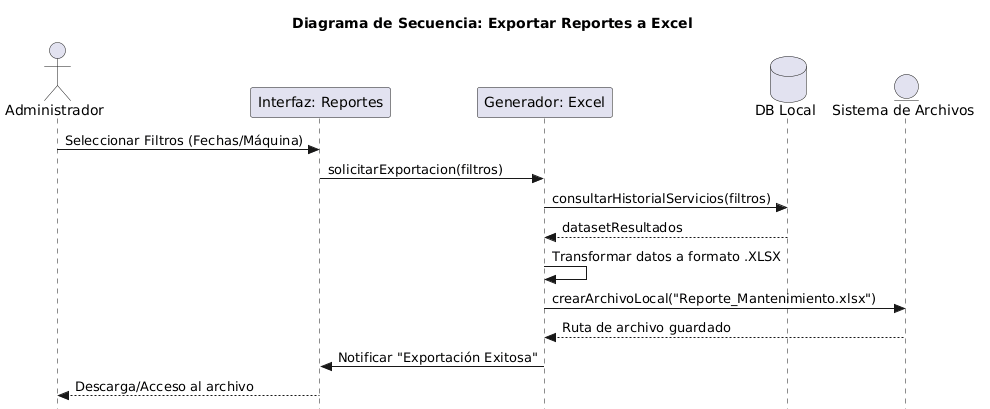 Diagrama de Secuencia: Exportar Reportes a Excel
Administrador
Interfaz: Reportes
Generador: Excel
DB Local
Sistema de Archivos
Seleccionar Filtros (Fechas/Máquina)
solicitarExportacion(filtros)
consultarHistorialServicios(filtros)
datasetResultados
Transformar datos a formato .XLSX
crearArchivoLocal("Reporte_Mantenimiento.xlsx")
Ruta de archivo guardado
Notificar "Exportación Exitosa"
Descarga/Acceso al archivo